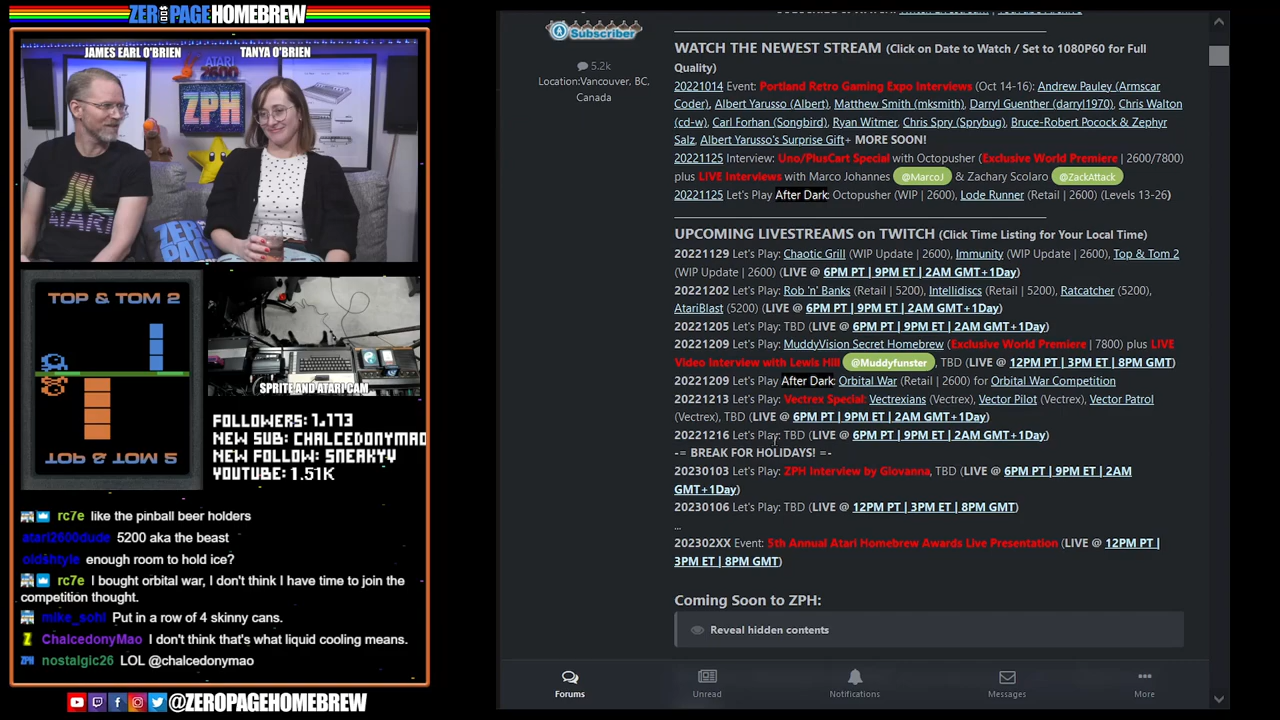 ZERO PAGE HOMEBREW
JAMES EARL O'BRIEN
TANYA O'BRIEN
ATARI
2600
ZPH
ATARI
ZERO
PAGE
TOP & TOM 2
TOP & TOM 2
SPRITE AND ATARI CAM
FOLLOWERS: 1,173
NEW SUB: CHALCEDONYMAO
NEW FOLLOW: SNEAKTY
YOUTUBE: 1.51K
rc7e like the pinball beer holders
atari2600dude 5200 aka the beast
oldshtyle enough room to hold ice?
rc7e I bought orbital war, I don't think I have time to join the
competition thought.
mike_sohl Put in a row of 4 skinny cans.
ChalcedonyMao I don't think that's what liquid cooling means.
nostalgic26 LOL @chalcedonymao
@ZEROPAGEHOMEBREW
Subscriber
5.2k
Location:Vancouver, BC,
Canada
WATCH THE NEWEST STREAM (Click on Date to Watch / Set to 1080P60 for Full
Quality)
20221014 Event: Portland Retro Gaming Expo Interviews (Oct 14-16): Andrew Pauley (Armscar
Coder), Albert Yarusso (Albert), Matthew Smith (mksmith), Darryl Guenther (darryl1970), Chris Walton
(cd-w), Carl Forhan (Songbird), Ryan Witmer, Chris Spry (Sprybug), Bruce-Robert Pocock & Zephyr
Salz, Albert Yarusso's Surprise Gift+ MORE SOON!
20221125 Interview: Uno/PlusCart Special with Octopusher (Exclusive World Premiere | 2600/7800)
plus LIVE Interviews with Marco Johannes @MarcoJ & Zachary Scolaro @ZackAttack
20221125 Let's Play After Dark: Octopusher (WIP | 2600), Lode Runner (Retail | 2600) (Levels 13-26)
UPCOMING LIVESTREAMS on TWITCH (Click Time Listing for Your Local Time)
20221129 Let's Play: Chaotic Grill (WIP Update | 2600), Immunity (WIP Update | 2600), Top & Tom 2
(WIP Update | 2600) (LIVE @ 6PM PT | 9PM ET | 2AM GMT+1Day)
20221202 Let's Play: Rob 'n' Banks (Retail | 5200), Intellidiscs (Retail | 5200), Ratcatcher (5200),
AtariBlast (5200) (LIVE @ 6PM PT | 9PM ET | 2AM GMT+1Day)
20221205 Let's Play: TBD (LIVE @ 6PM PT | 9PM ET | 2AM GMT+1Day)
20221209 Let's Play: MuddyVision Secret Homebrew (Exclusive World Premiere | 7800) plus LIVE
Video Interview with Lewis Hill @Muddyfunster, TBD (LIVE @ 12PM PT | 3PM ET | 8PM GMT)
20221209 Let's Play After Dark: Orbital War (Retail | 2600) for Orbital War Competition
20221213 Let's Play: Vectrex Special: Vectrexians (Vectrex), Vector Pilot (Vectrex), Vector Patrol
(Vectrex), TBD (LIVE @ 6PM PT | 9PM ET | 2AM GMT+1Day)
20221216 Let's Play: TBD (LIVE @ 6PM PT | 9PM ET | 2AM GMT+1Day)
-= BREAK FOR HOLIDAYS! =-
20230103 Let's Play: ZPH Interview by Giovanna, TBD (LIVE @ 6PM PT | 9PM ET | 2AM
GMT+1Day)
20230106 Let's Play: TBD (LIVE @ 12PM PT | 3PM ET | 8PM GMT)
...
202302XX Event: 5th Annual Atari Homebrew Awards Live Presentation (LIVE @ 12PM PT |
3PM ET | 8PM GMT)
Coming Soon to ZPH:
Reveal hidden contents
Forums
Unread
Notifications
Messages
More